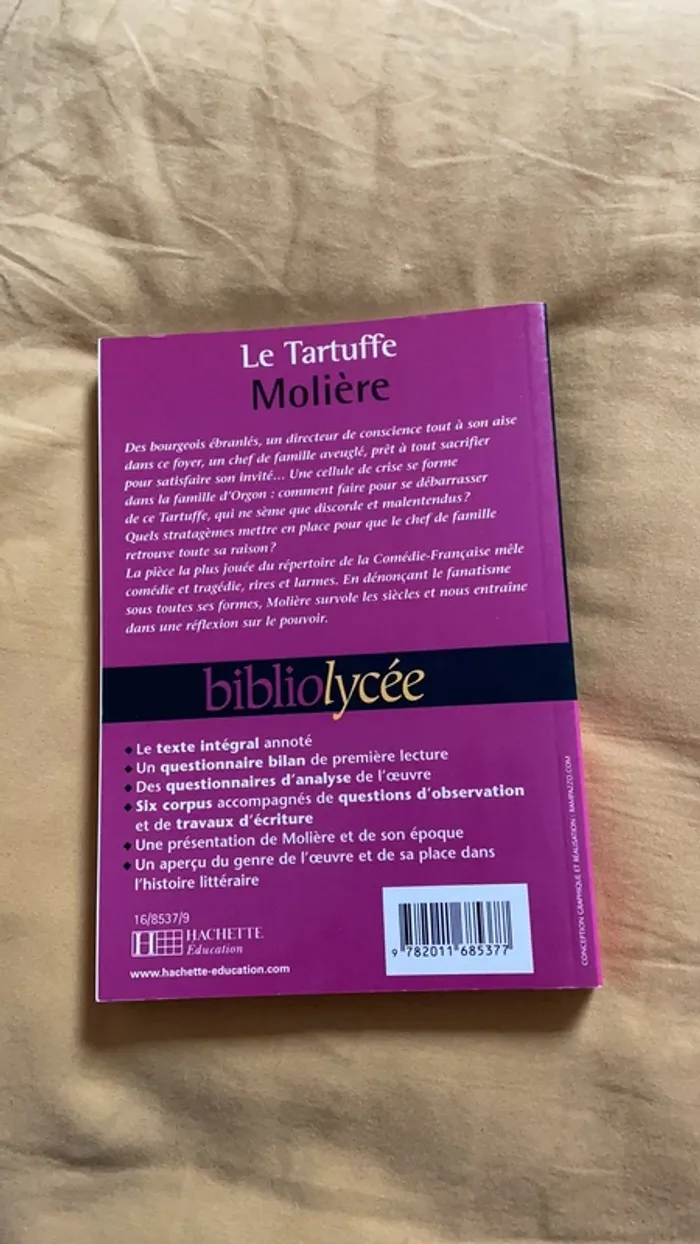 Le Tartuffe
Molière
Des bourgeois ébranlés, un directeur de conscience tout à son aise
dans ce foyer, un chef de famille aveuglé, prêt à tout sacrifier
pour satisfaire son invité... Une cellule de crise se forme
dans la famille d'Orgon : comment faire pour se débarrasser
de ce Tartuffe, qui ne sème que discorde et malentendus ?
Quels stratagèmes mettre en place pour que le chef de famille
retrouve toute sa raison ?
La pièce la plus jouée du répertoire de la Comédie-Française mêle
comédie et tragédie, rires et larmes. En dénonçant le fanatisme
sous toutes ses formes, Molière survole les siècles et nous entraîne
dans une réflexion sur le pouvoir.
bibliolycée
Le texte intégral annoté
Un questionnaire bilan de première lecture
Des questionnaires d'analyse de l'œuvre
Six corpus accompagnés de questions d'observation
et de travaux d'écriture
Une présentation de Molière et de son époque
Un aperçu du genre de l'œuvre et de sa place dans
l'histoire littéraire
16/8537/9
H HACHETTE
Éducation
www.hachette-education.com
9 782011 685377
CONCEPTION GRAPHIQUE ET RÉALISATION : RAMPAZZO.COM